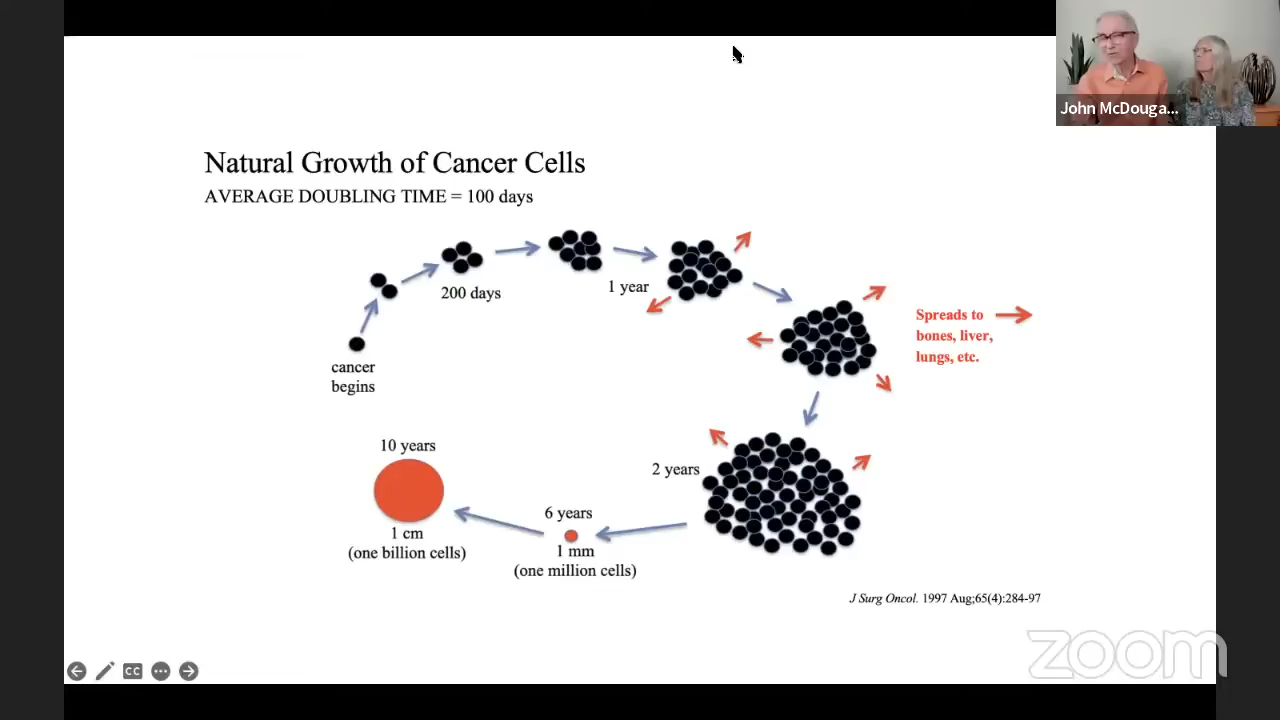 John McDouga...
Natural Growth of Cancer Cells
AVERAGE DOUBLING TIME = 100 days
200 days
1 year
cancer
begins
Spreads to
bones, liver,
lungs, etc.
10 years
2 years
6 years
1 cm
(one billion cells)
1 mm
(one million cells)
J Surg Oncol. 1997 Aug;65(4):284-97
zoom
CC